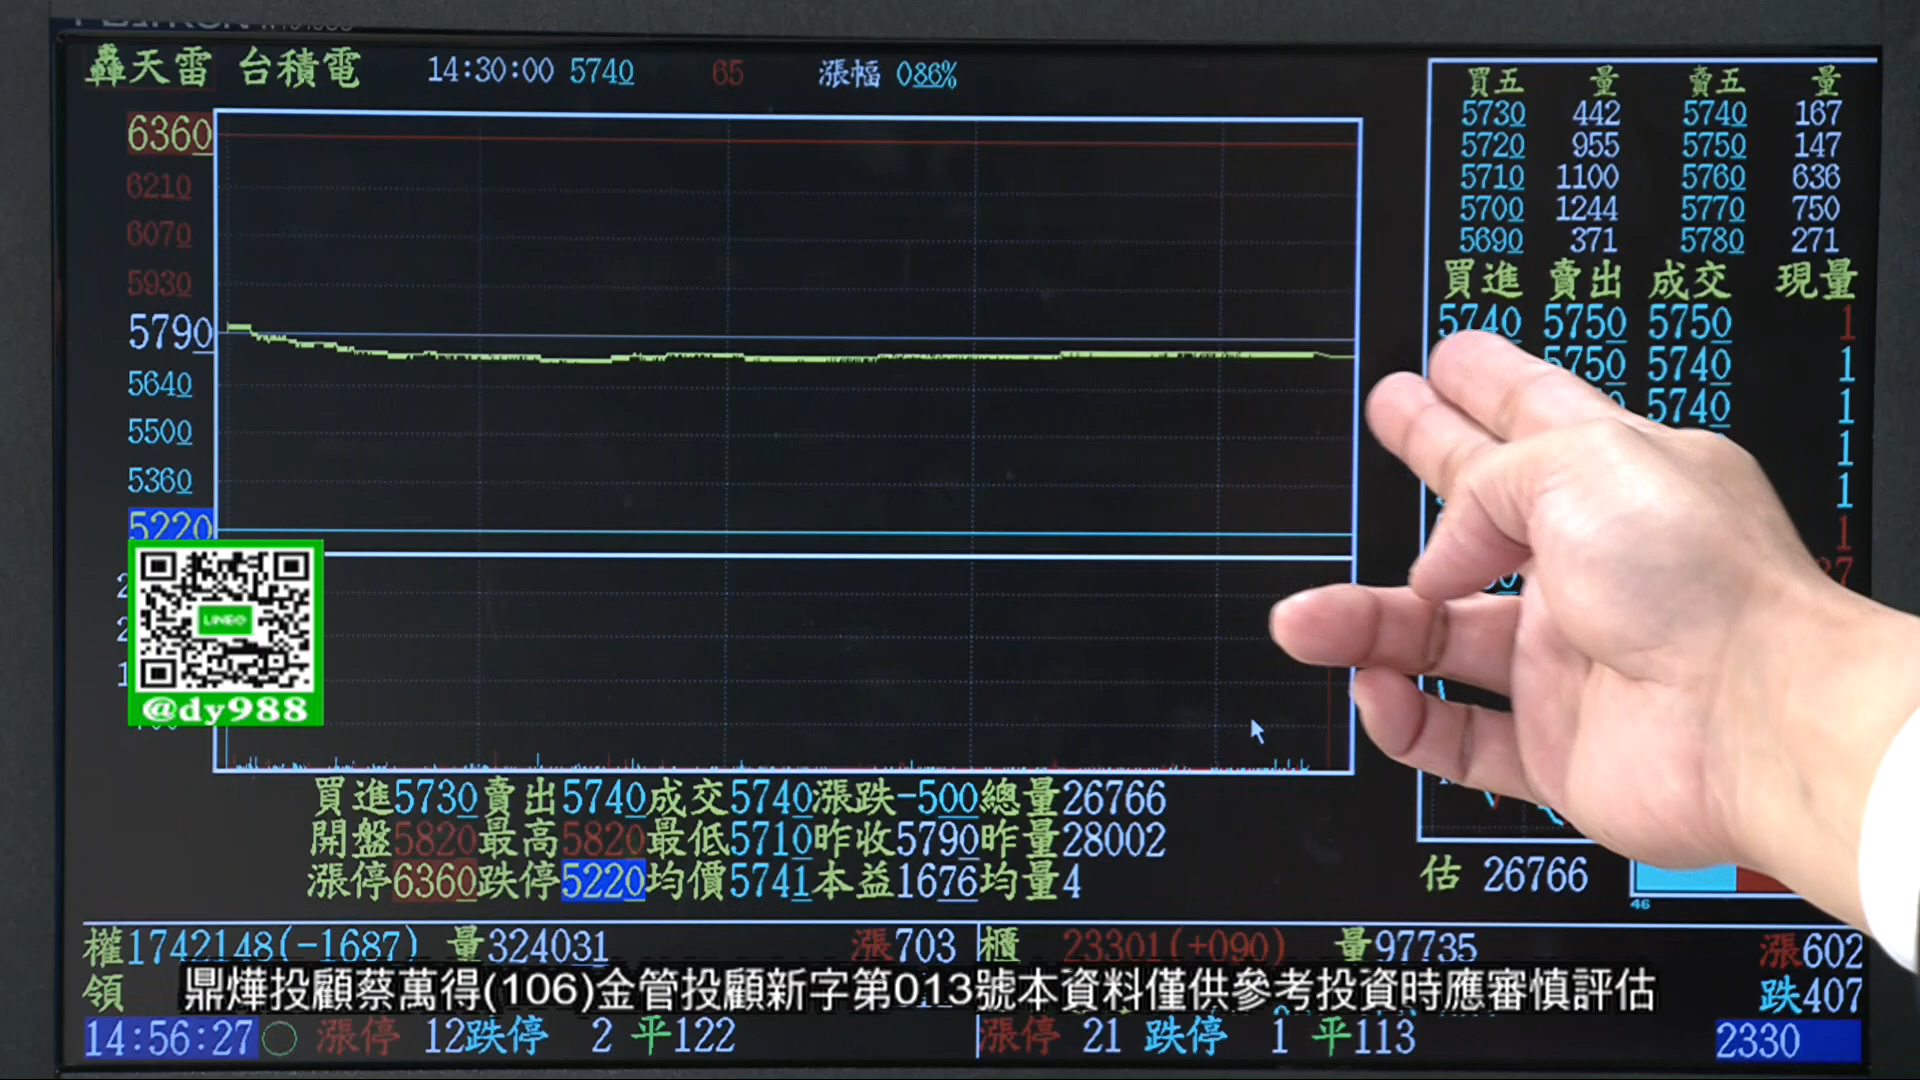 轟天雷 台積電 14:30:00 5740 65 漲幅 086%
6360
6210
6070
5930
5790
5640
5500
5360
5220
買五 量 賣五 量
5730 442 5740 167
5720 955 5750 147
5710 1100 5760 636
5700 1244 5770 750
5690 371 5780 271
買進 賣出 成交 現量
5740 5750 5750 1
5750 5740 1
5740 1
1
1
1
LINE@
@dy988
買進5730賣出5740成交5740漲跌-500總量26766
開盤5820最高5820最低5710昨收5790昨量28002
漲停6360跌停5220均價5741本益1676均量4
估 26766
46
權1742148(-1687) 量324031 漲703 櫃 23301(+090) 量97735 漲602
領 跌407
鼎燁投顧蔡萬得(106)金管投顧新字第013號本資料僅供參考投資時應審慎評估
14:56:27 漲停 12跌停 2 平122 漲停 21 跌停 1 平113 2330